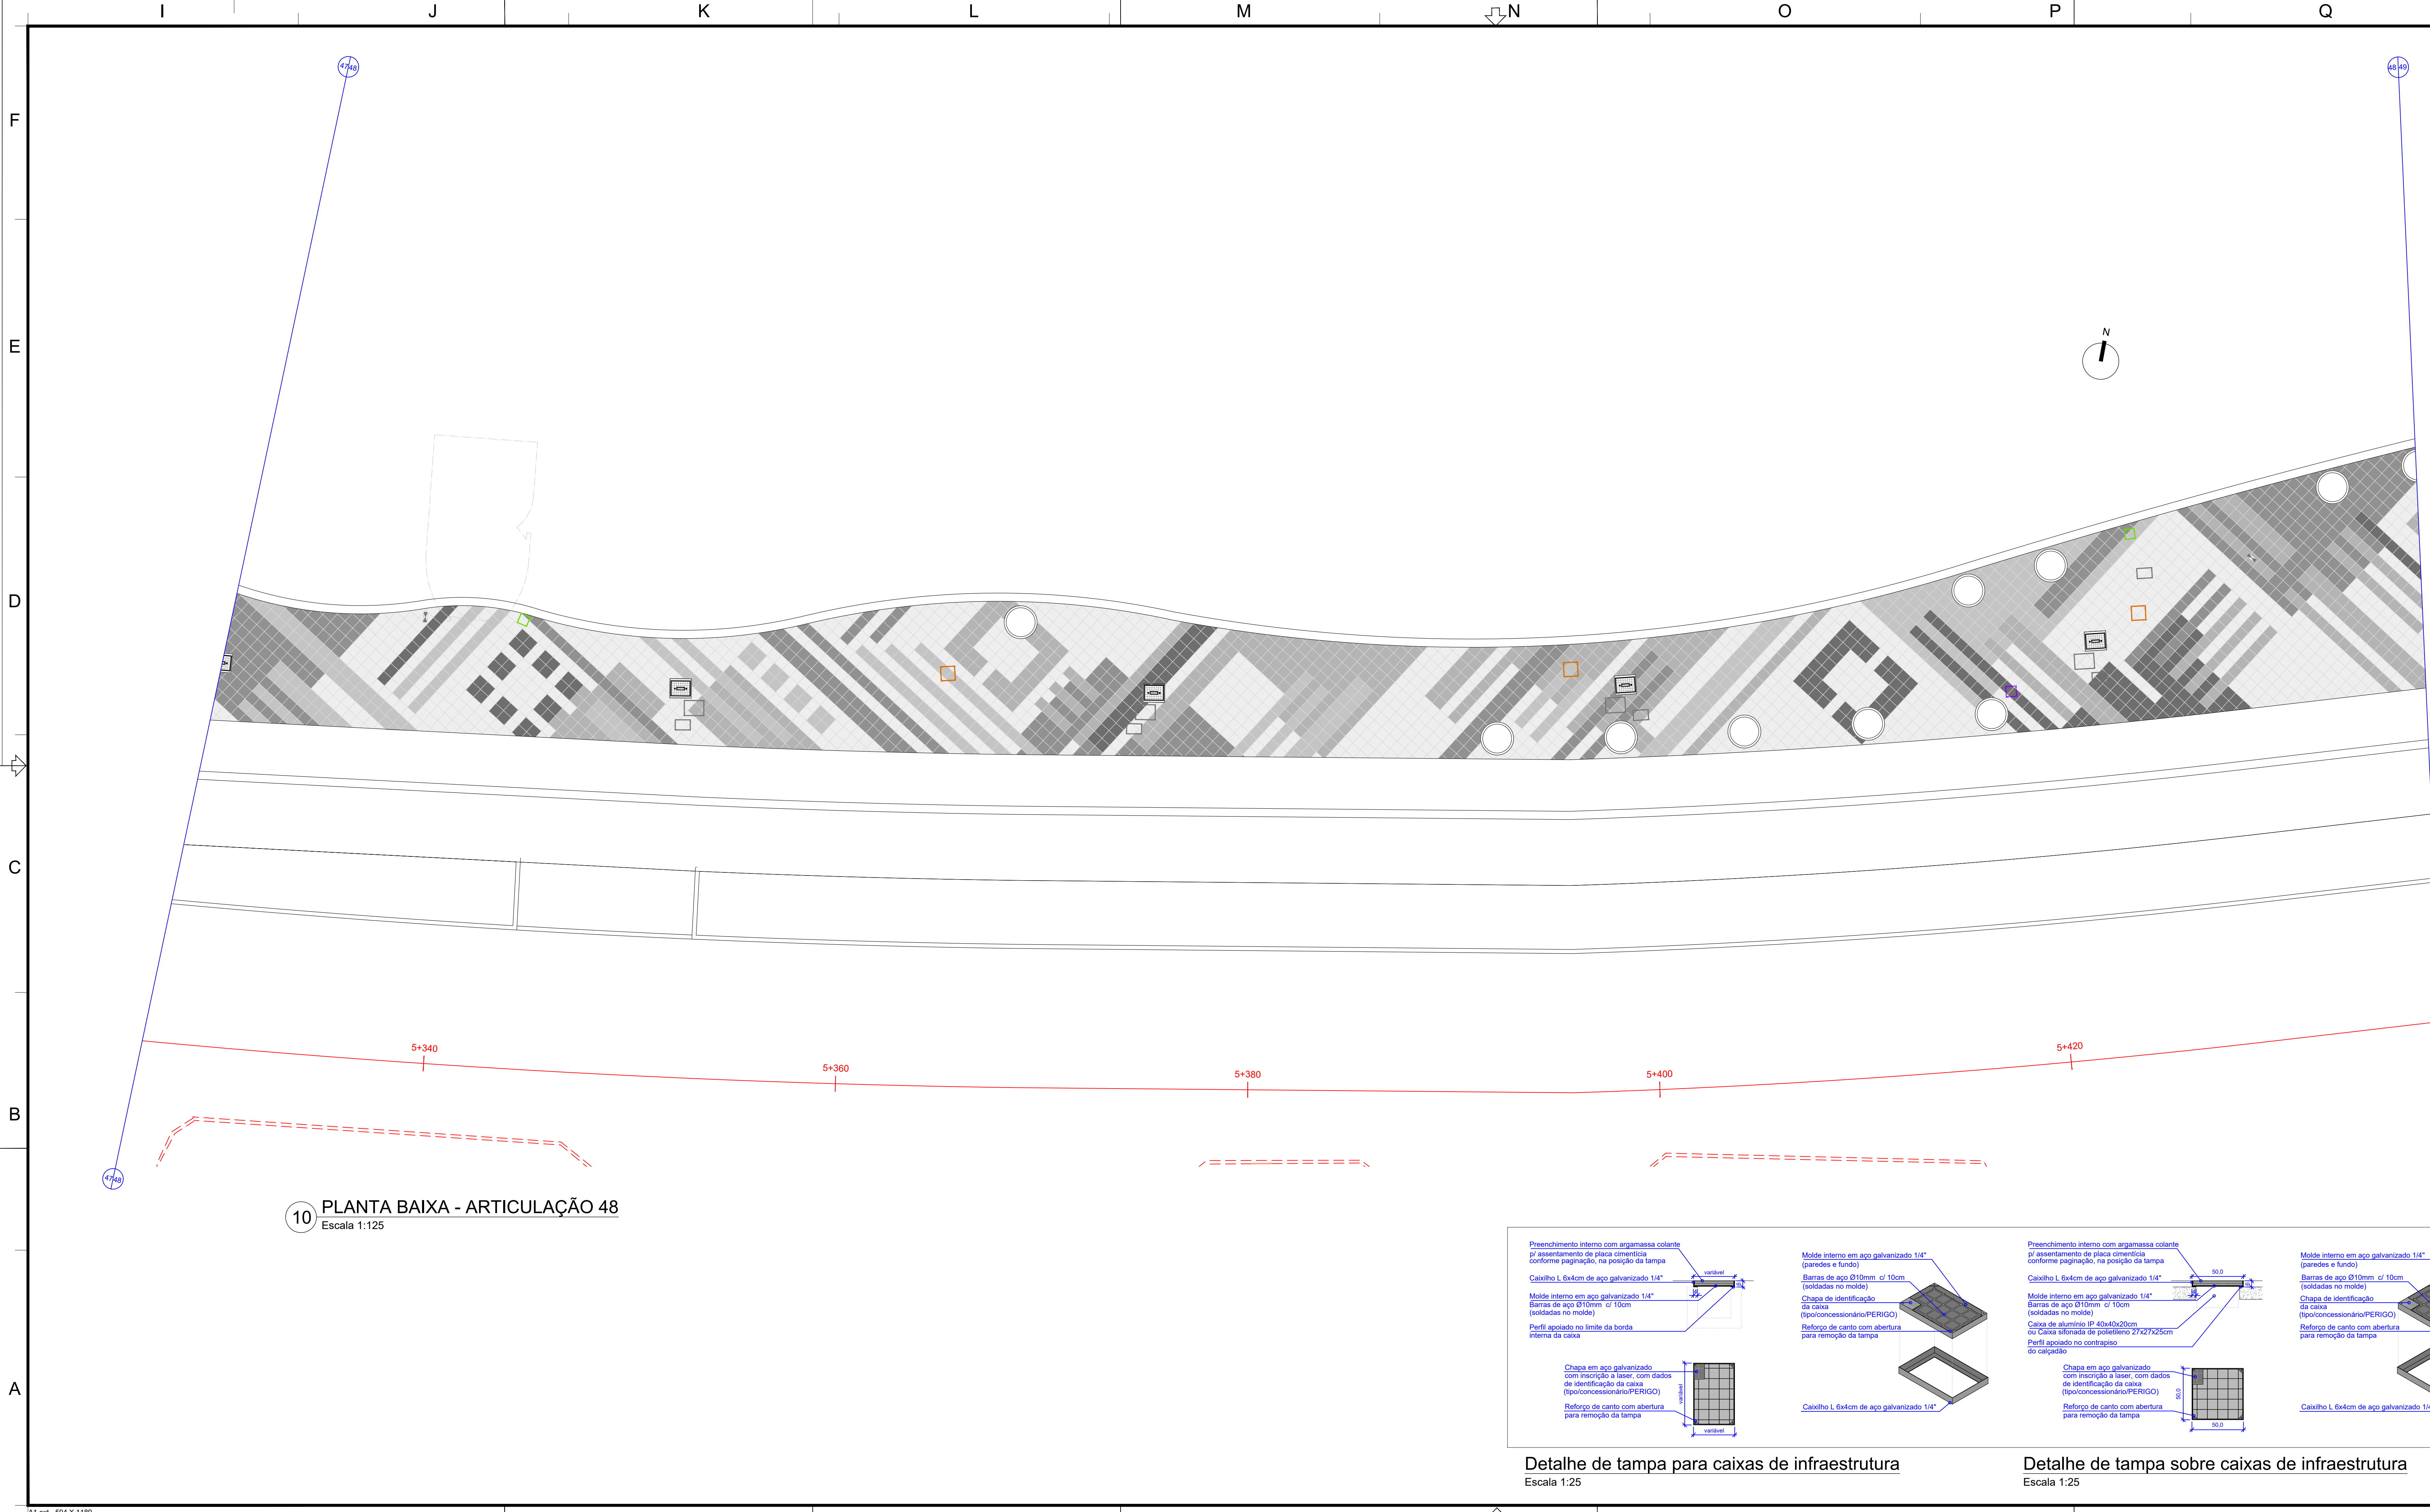 I J K L M N O P Q
47 48
48 49
F
N
E
D
C
5+340
5+360
5+380
5+400
5+420
B
47 48
10
PLANTA BAIXA - ARTICULAÇÃO 48
Escala 1:125
A
Preenchimento interno com argamassa colante
p/ assentamento de placa cimentícia
conforme paginação, na posição da tampa
Caixilho L 6x4cm de aço galvanizado 1/4"
Molde interno em aço galvanizado 1/4"
Barras de aço Ø10mm c/ 10cm
(soldadas no molde)
Perfil apoiado no limite da borda
interna da caixa
variável
Chapa em aço galvanizado
com inscrição a laser, com dados
de identificação da caixa
(tipo/concessionário/PERIGO)
Reforço de canto com abertura
para remoção da tampa
variável
variável
Molde interno em aço galvanizado 1/4"
(paredes e fundo)
Barras de aço Ø10mm c/ 10cm
(soldadas no molde)
Chapa de identificação
da caixa
(tipo/concessionário/PERIGO)
Reforço de canto com abertura
para remoção da tampa
Caixilho L 6x4cm de aço galvanizado 1/4"
Detalhe de tampa para caixas de infraestrutura
Escala 1:25
Preenchimento interno com argamassa colante
p/ assentamento de placa cimentícia
conforme paginação, na posição da tampa
Caixilho L 6x4cm de aço galvanizado 1/4"
Molde interno em aço galvanizado 1/4"
Barras de aço Ø10mm c/ 10cm
(soldadas no molde)
Caixa de alumínio IP 40x40x20cm
ou Caixa sifonada de polietileno 27x27x25cm
Perfil apoiado no contrapiso
do calçadão
50,0
Chapa em aço galvanizado
com inscrição a laser, com dados
de identificação da caixa
(tipo/concessionário/PERIGO)
Reforço de canto com abertura
para remoção da tampa
50,0
50,0
Molde interno em aço galvanizado 1/4"
(paredes e fundo)
Barras de aço Ø10mm c/ 10cm
(soldadas no molde)
Chapa de identificação
da caixa
(tipo/concessionário/PERIGO)
Reforço de canto com abertura
para remoção da tampa
Caixilho L 6x4cm de aço galvanizado
Detalhe de tampa sobre caixas de infraestrutura
Escala 1:25